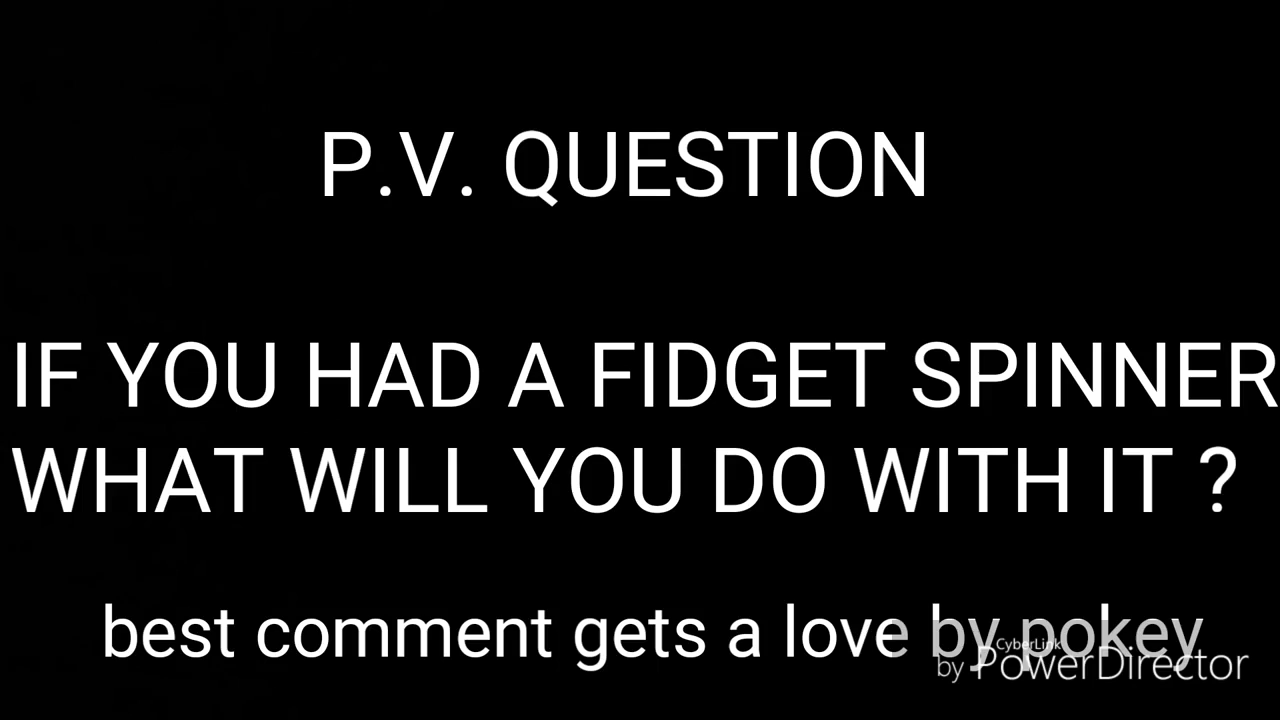 P.V. QUESTION
IF YOU HAD A FIDGET SPINNER
WHAT WILL YOU DO WITH IT ?
best comment gets a love by pokey
CyberLink
by PowerDirector